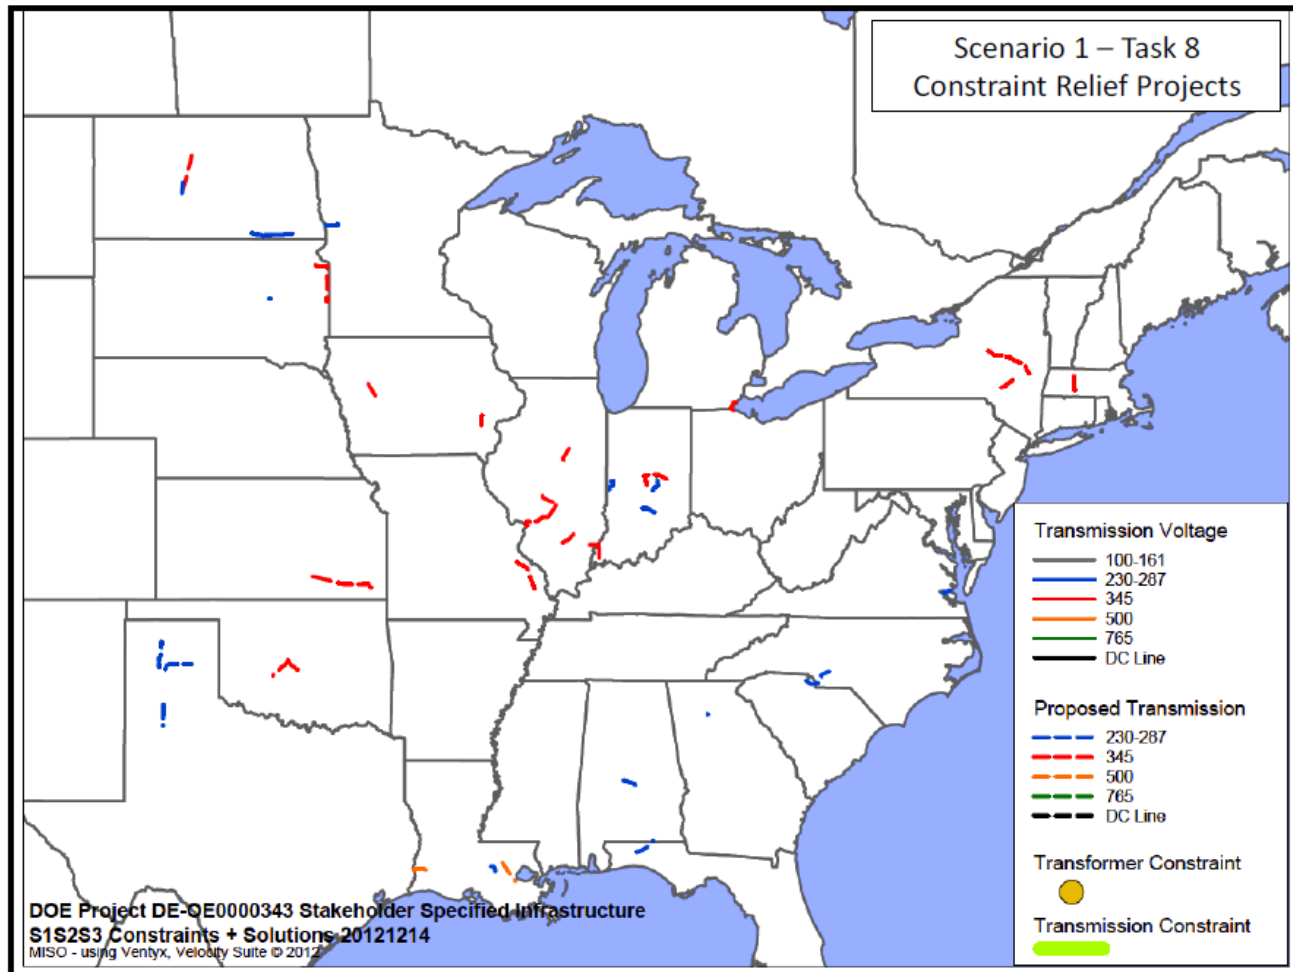 Scenario 1 – Task 8
Constraint Relief Projects
Transmission Voltage
100-161
230-287
345
500
765
DC Line
Proposed Transmission
230-287
345
500
765
DC Line
Transformer Constraint
Transmission Constraint
DOE Project DE-OE0000343 Stakeholder Specified Infrastructure
S1S2S3 Constraints + Solutions 20121214
MISO - using Ventyx, Velocity Suite © 2012